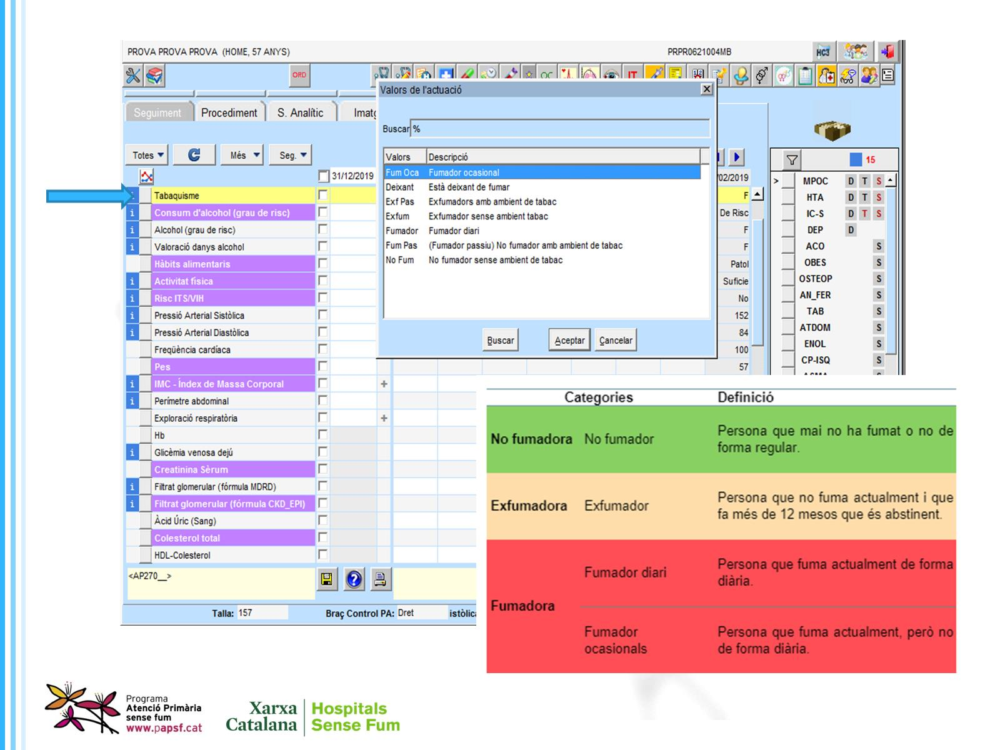 PROVA PROVA PROVA (HOME, 57 ANYS)
PRPR0621004MB
HC3
ORD
OC
IT
Seguiment
Procediment
S. Analític
Imatg
Totes
Més
Seg.
31/12/2019
/02/2019
Valors de l'actuació
Buscar %
Valors Descripció
Fum Oca Fumador ocasional
Deixant Està deixant de fumar
Exf Pas Exfumadors amb ambient de tabac
Exfum Exfumador sense ambient tabac
Fumador Fumador diari
Fum Pas (Fumador passiu) No fumador amb ambient de tabac
No Fum No fumador sense ambient de tabac
Buscar
Aceptar
Cancelar
Tabaquisme F
i Consum d'alcohol (grau de risc) De Risc
i Alcohol (grau de risc) F
i Valoració danys alcohol F
Hàbits alimentaris Patol
i Activitat física Suficie
i Risc ITS/VIH No
i Pressió Arterial Sistòlica 152
i Pressió Arterial Diastòlica 84
Freqüència cardíaca 100
Pes 57
i IMC - Índex de Massa Corporal +
i Perímetre abdominal
Exploració respiratòria +
Hb
i Glicèmia venosa dejú
Creatinina Sèrum
i Filtrat glomerular (fórmula MDRD)
i Filtrat glomerular (fórmula CKD_EPI)
Àcid Úric (Sang)
Colesterol total
HDL-Colesterol
<AP270__>
Talla: 157
Braç Control PA: Dret
istòlica
15
> MPOC D T S
HTA D T S
IC-S D T S
DEP D
ACO S
OBES S
OSTEOP S
AN_FER S
TAB S
ATDOM S
ENOL S
CP-ISQ S
Categories Definició
No fumadora No fumador
Persona que mai no ha fumat o no de
forma regular.
Exfumadora Exfumador
Persona que no fuma actualment i que
fa més de 12 mesos que és abstinent.
Fumadora
Fumador diari
Persona que fuma actualment de forma
diària.
Fumador
ocasionals
Persona que fuma actualment, però no
de forma diària.
Programa
Atenció Primària
sense fum
www.papsf.cat
Xarxa
Catalana
Hospitals
Sense Fum